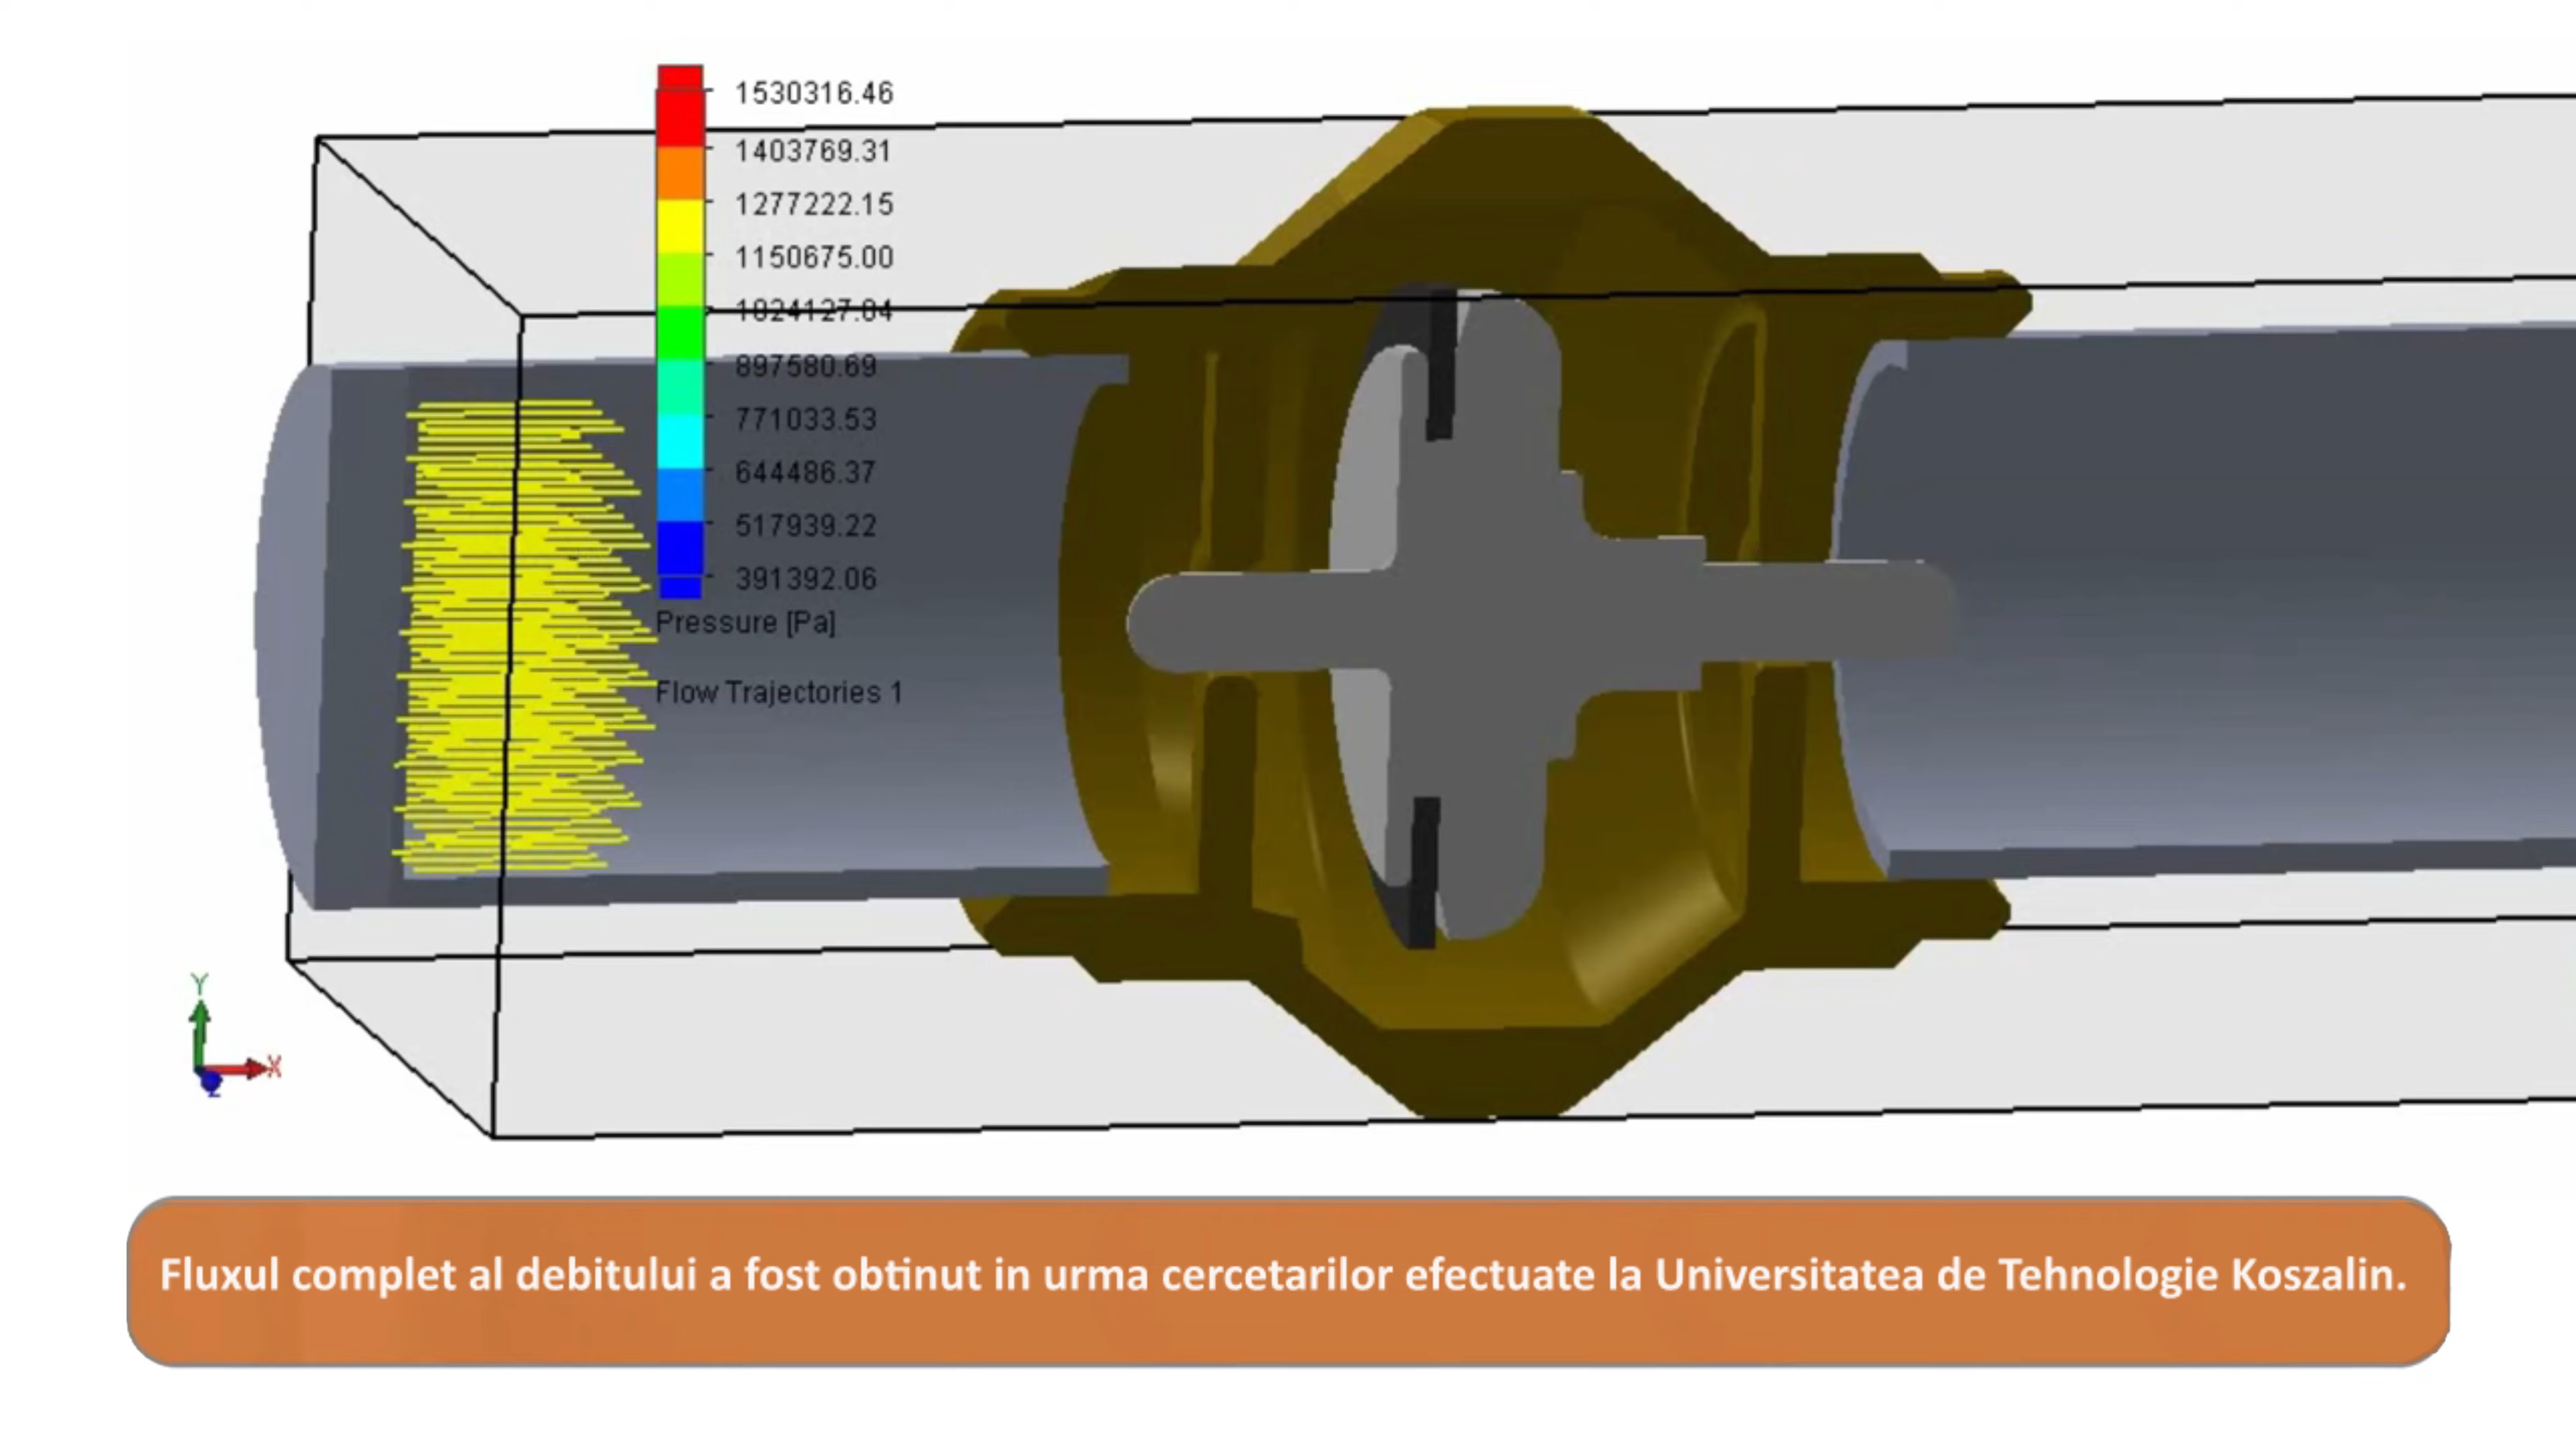 1530316.46
1403769.31
1277222.15
1150675.00
1024127.84
897580.69
771033.53
644486.37
517939.22
391392.06
Pressure [Pa]
Flow Trajectories 1
Y
X
Z
Fluxul complet al debitului a fost obtinut in urma cercetarilor efectuate la Universitatea de Tehnologie Koszalin.